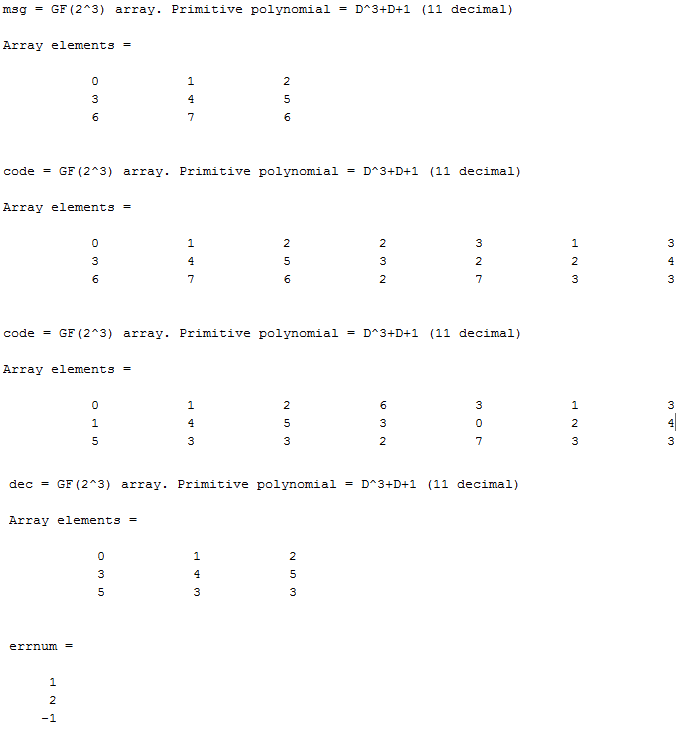 msg = GF(2^3) array. Primitive polynomial = D^3+D+1 (11 decimal)
Array elements =
0 1 2
3 4 5
6 7 6
code = GF(2^3) array. Primitive polynomial = D^3+D+1 (11 decimal)
Array elements =
0 1 2 2 3 1 3
3 4 5 3 2 2 4
6 7 6 2 7 3 3
code = GF(2^3) array. Primitive polynomial = D^3+D+1 (11 decimal)
Array elements =
0 1 2 6 3 1 3
1 4 5 3 0 2 4
5 3 3 2 7 3 3
dec = GF(2^3) array. Primitive polynomial = D^3+D+1 (11 decimal)
Array elements =
0 1 2
3 4 5
5 3 3
errnum =
1
2
-1